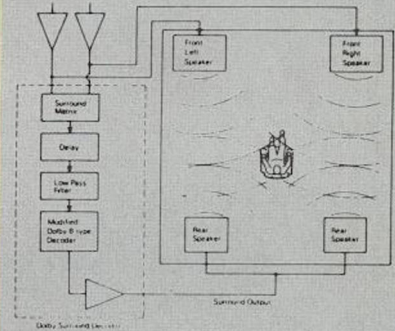 Front
Left
Speaker
Front
Right
Speaker
Surround
Matrix
Delay
Low Pass
Filter
Modified
Dolby B type
Decoder
Rear
Speaker
Rear
Speaker
Surround Output
Dolby Surround Decoder